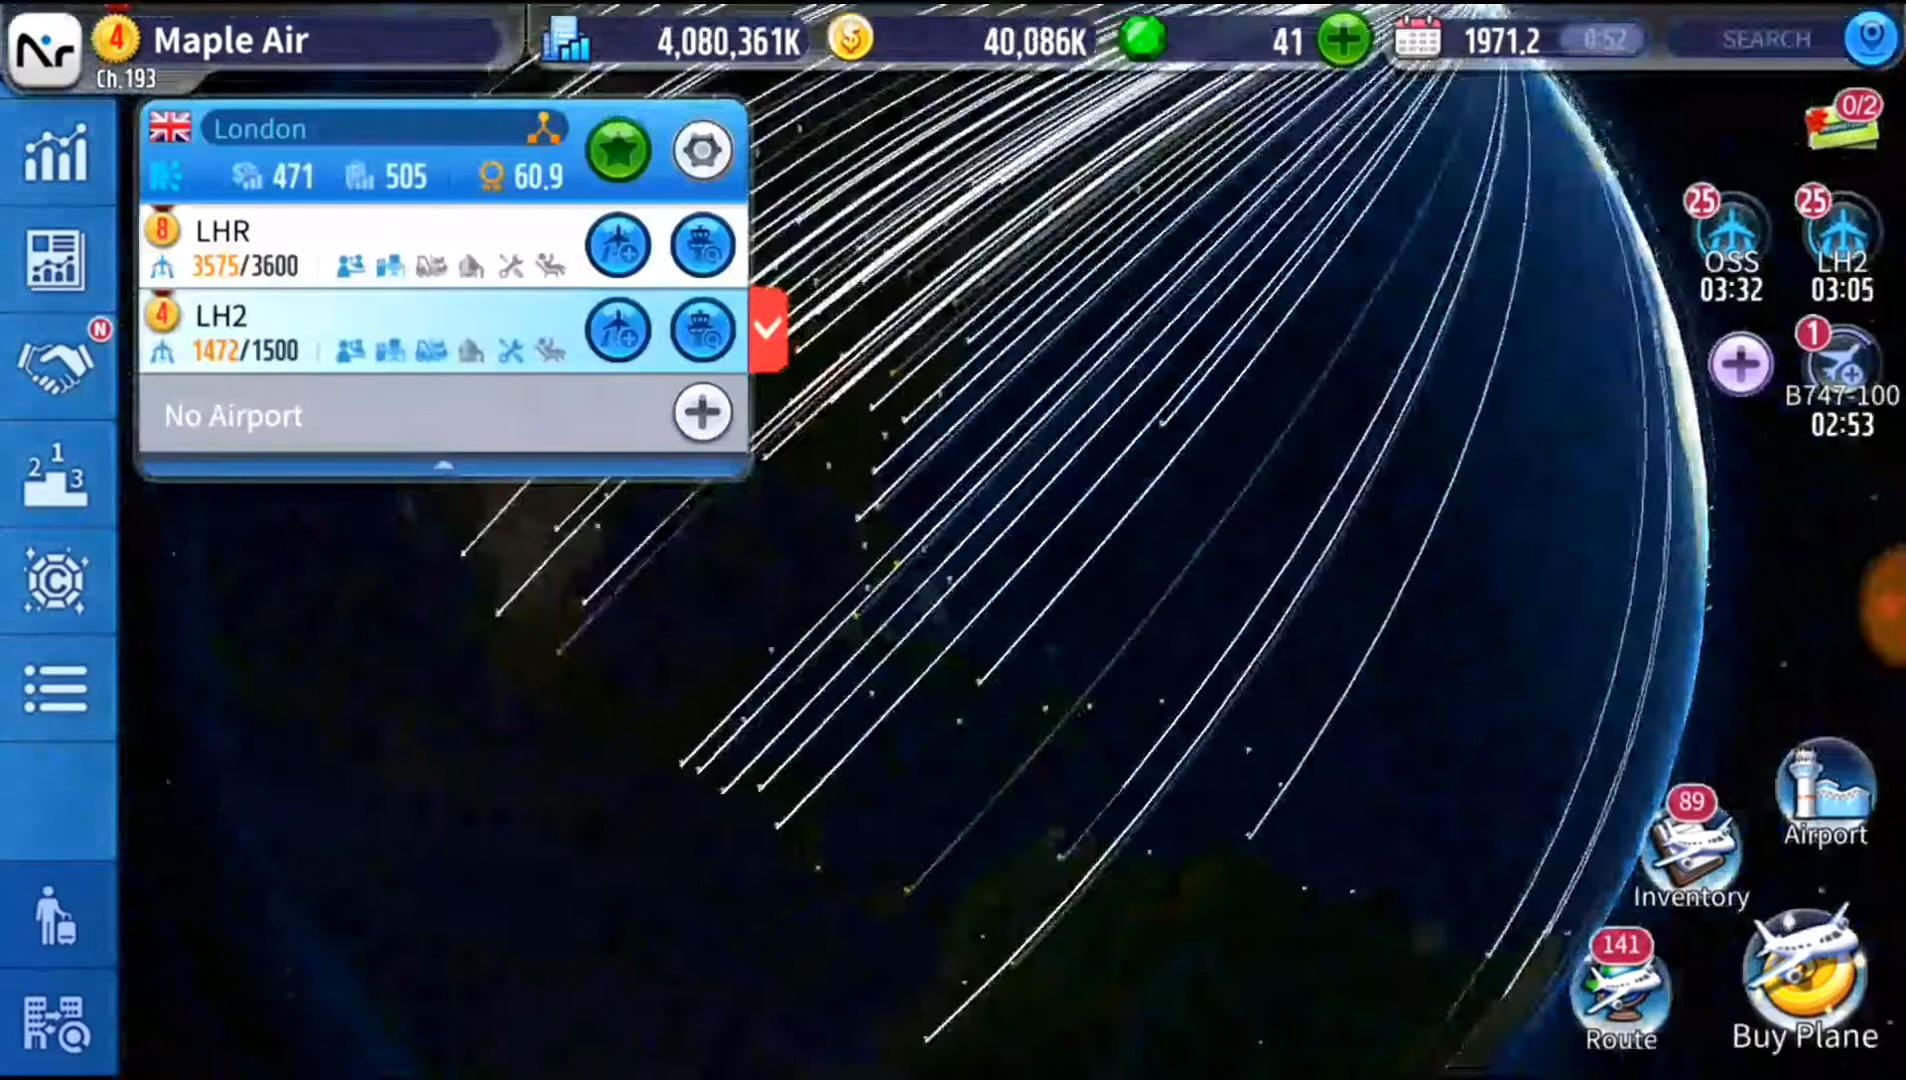 Air
4
Maple Air
4,080,361K
40,086K
41
1971.2
0:52
SEARCH
Ch.193
London
471
505
60.9
8
LHR
3575/3600
4
LH2
1472/1500
No Airport
N
1
2
3
C
0/2
25
OSS
03:32
25
LH2
03:05
1
B747-100
02:53
89
Inventory
Airport
141
Route
Buy Plane